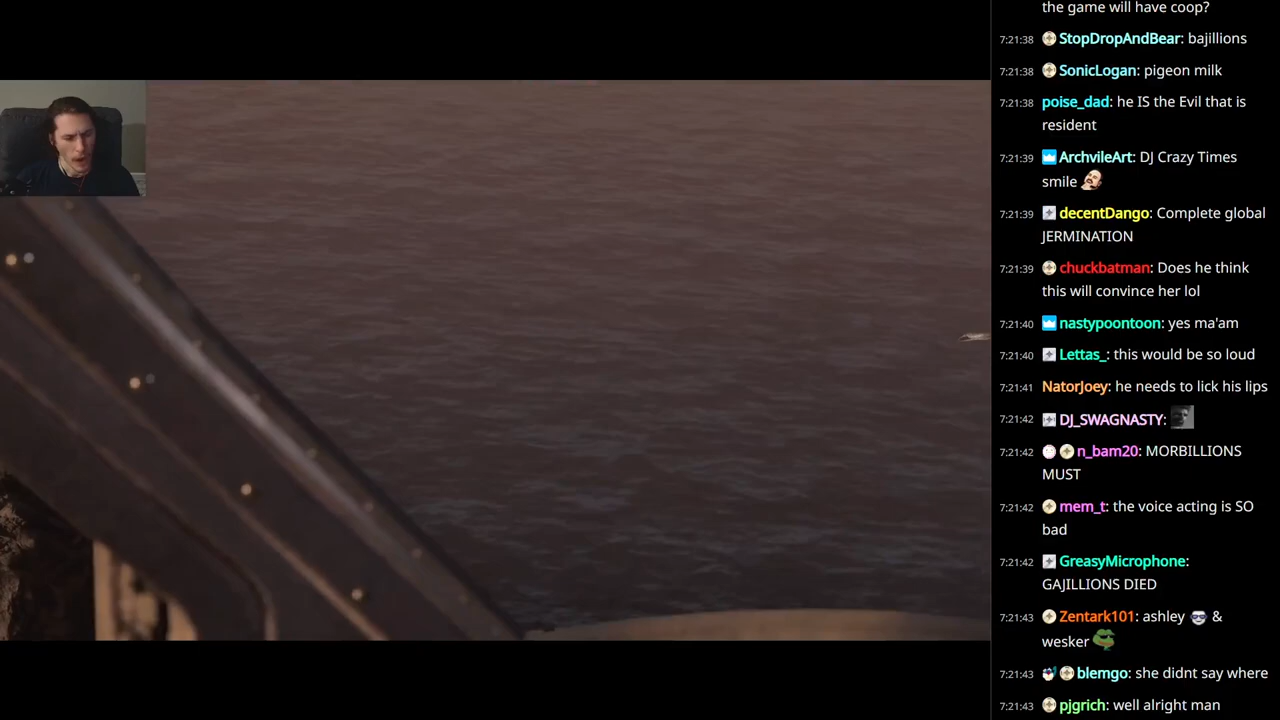 the game will have coop?
7:21:38 StopDropAndBear: bajillions
7:21:38 SonicLogan: pigeon milk
7:21:38 poise_dad: he IS the Evil that is
resident
7:21:39 ArchvileArt: DJ Crazy Times
smile
7:21:39 decentDango: Complete global
JERMINATION
7:21:39 chuckbatman: Does he think
this will convince her lol
7:21:40 nastypoontoon: yes ma'am
7:21:40 Lettas_: this would be so loud
7:21:41 NatorJoey: he needs to lick his lips
7:21:42 DJ_SWAGNASTY:
7:21:42 n_bam20: MORBILLIONS
MUST
7:21:42 mem_t: the voice acting is SO
bad
7:21:42 GreasyMicrophone:
GAJILLIONS DIED
7:21:43 Zentark101: ashley &
wesker
7:21:43 blemgo: she didnt say where
7:21:43 pjgrich: well alright man